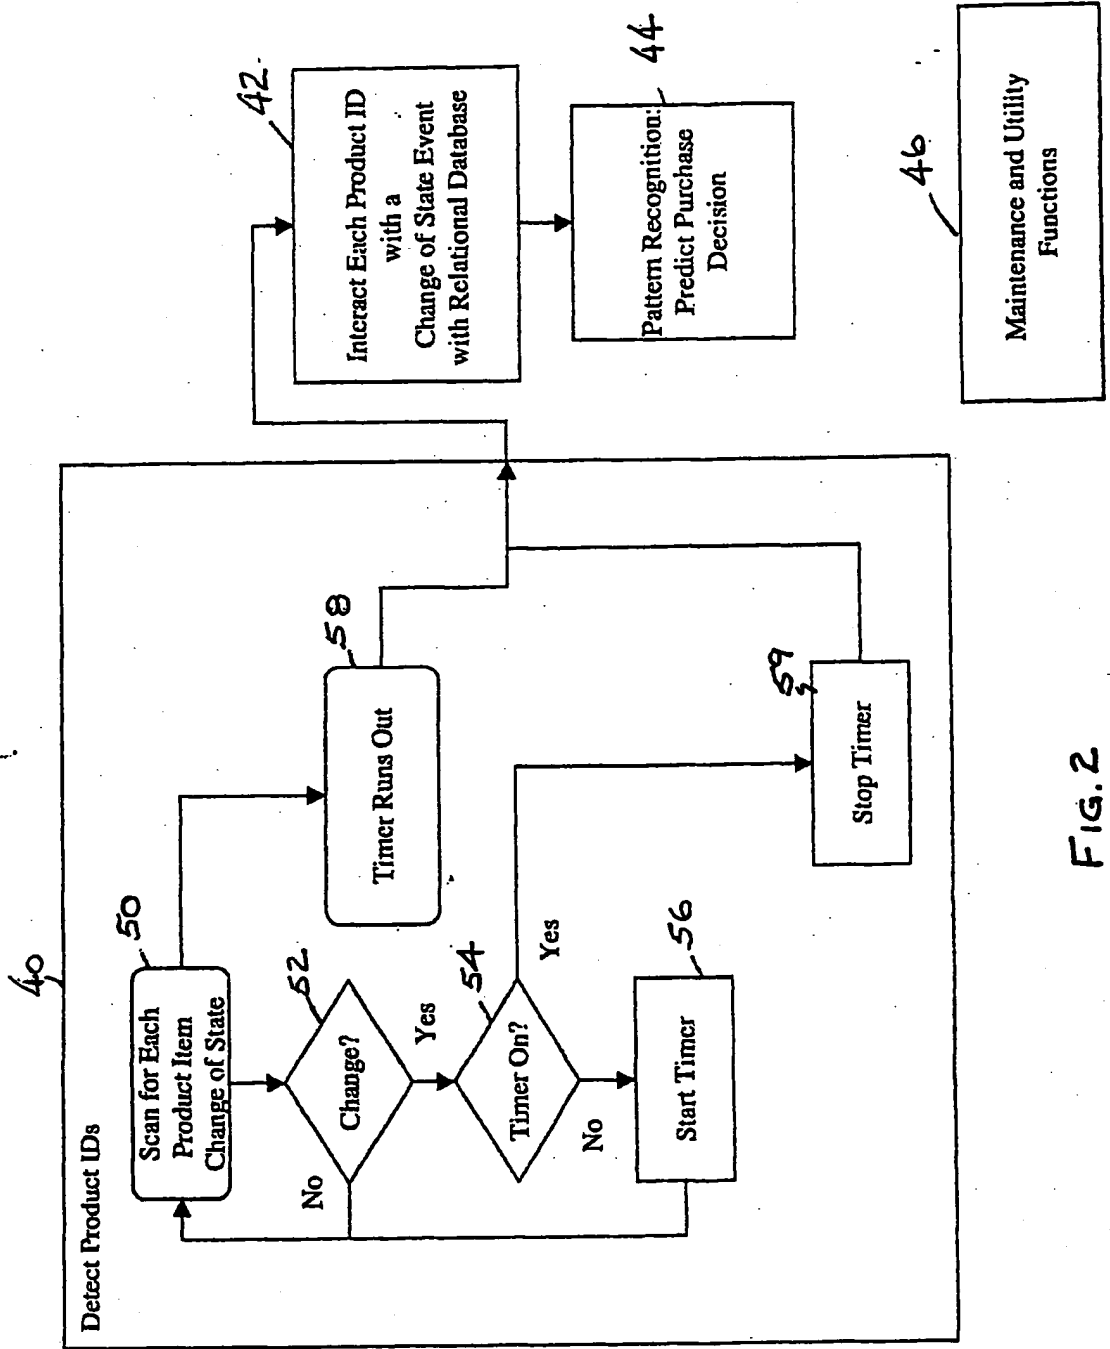 40
Detect Product IDs
50
Scan for Each
Product Item
Change of State
52
Change?
No
Yes
54
Timer On?
No
Yes
56
Start Timer
58
Timer Runs Out
59
Stop Timer
42
Interact Each Product ID
with a
Change of State Event
with Relational Database
44
Pattern Recognition:
Predict Purchase
Decision
46
Maintenance and Utility
Functions
FIG. 2